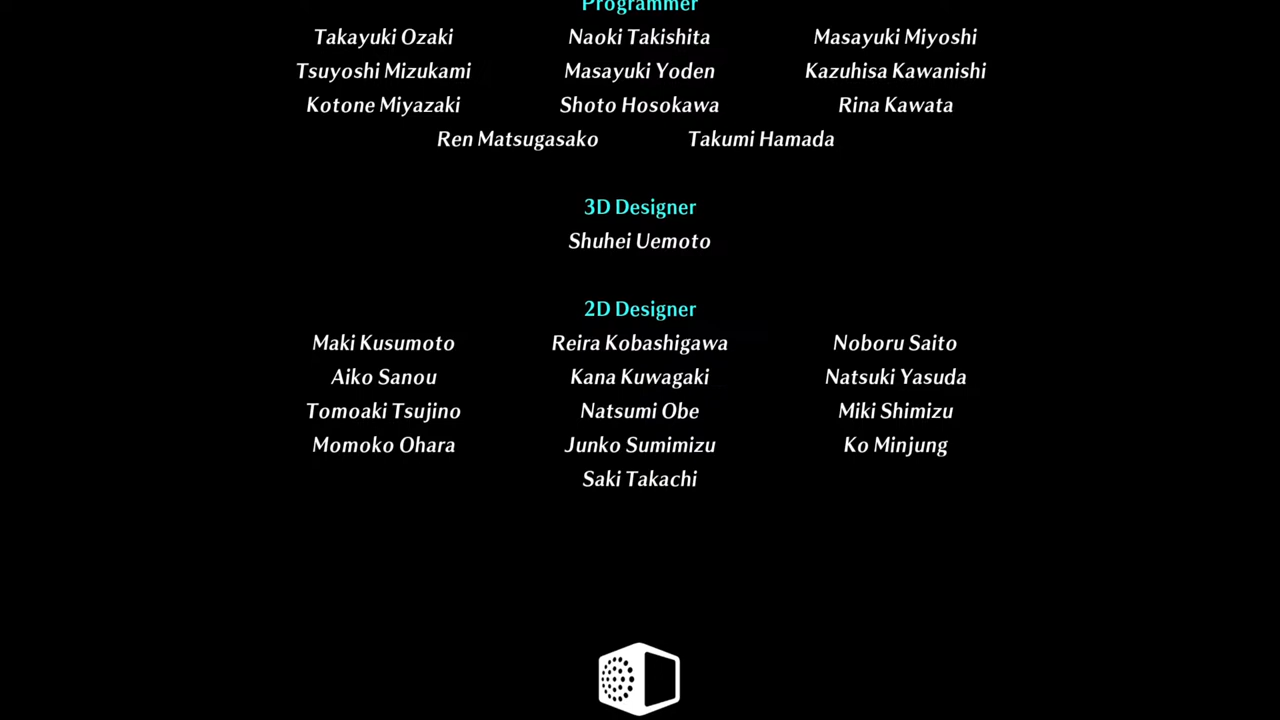 Programmer
Takayuki Ozaki Naoki Takishita Masayuki Miyoshi
Tsuyoshi Mizukami Masayuki Yoden Kazuhisa Kawanishi
Kotone Miyazaki Shoto Hosokawa Rina Kawata
Ren Matsugasako Takumi Hamada
3D Designer
Shuhei Uemoto
2D Designer
Maki Kusumoto Reira Kobashigawa Noboru Saito
Aiko Sanou Kana Kuwagaki Natsuki Yasuda
Tomoaki Tsujino Natsumi Obe Miki Shimizu
Momoko Ohara Junko Sumimizu Ko Minjung
Saki Takachi